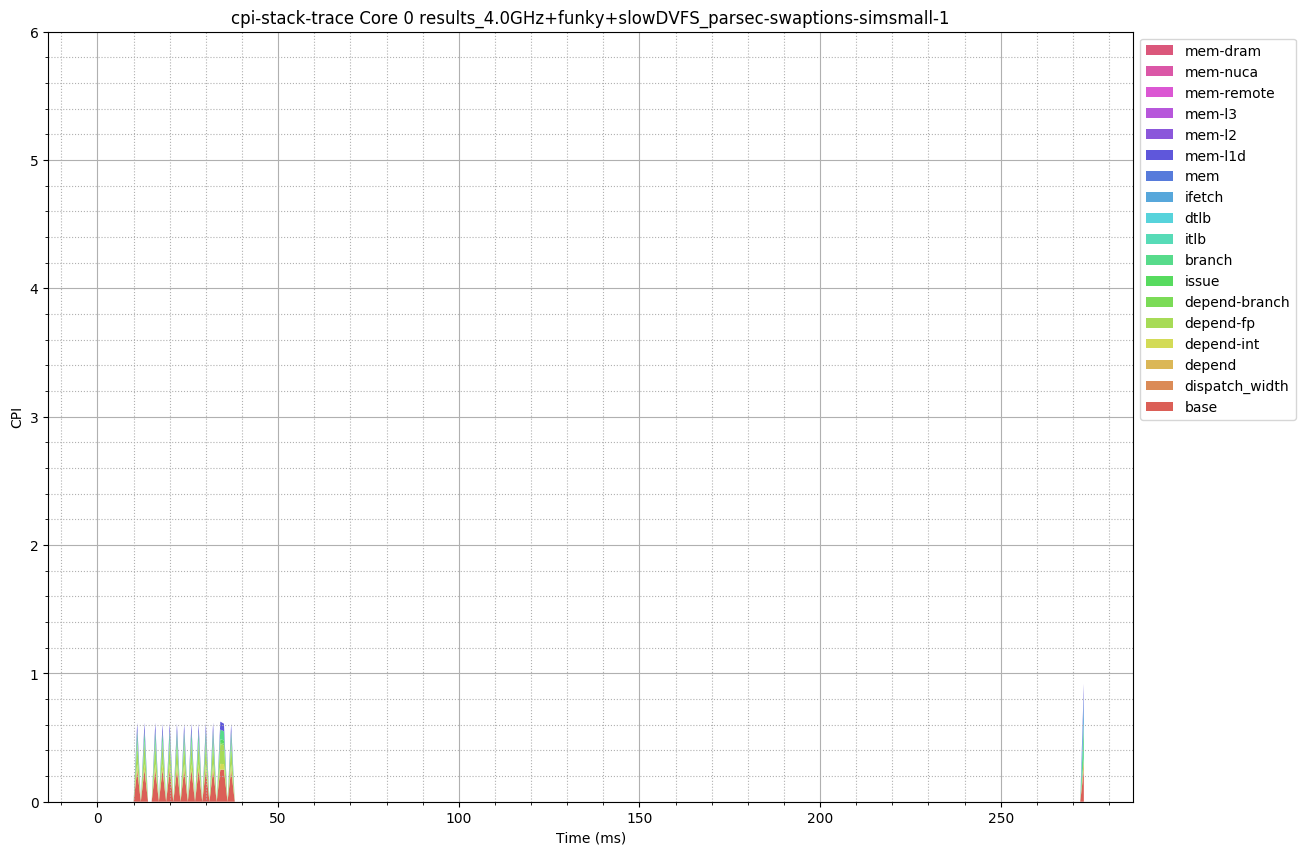 cpi-stack-trace Core 0 results_4.0GHz+funky+slowDVFS_parsec-swaptions-simsmall-1
6
5
4
3
2
1
0
CPI
0
50
100
150
200
250
Time (ms)
mem-dram
mem-nuca
mem-remote
mem-l3
mem-l2
mem-l1d
mem
ifetch
dtlb
itlb
branch
issue
depend-branch
depend-fp
depend-int
depend
dispatch_width
base